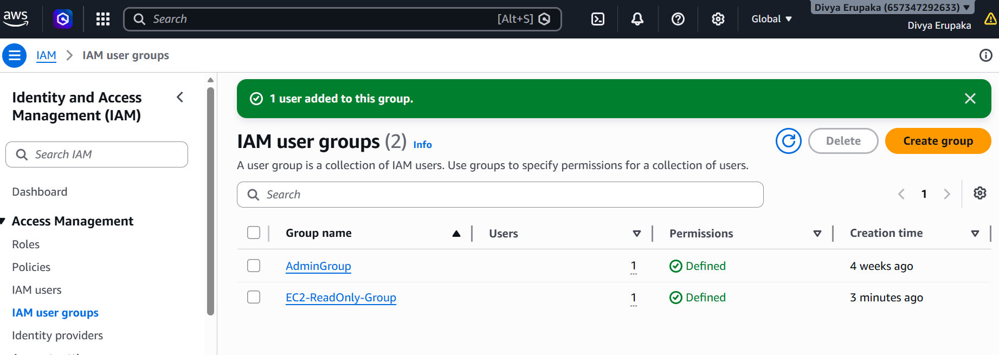 aws
Search
[Alt+S]
Global
Divya Erupaka (657347292633)
Divya Erupaka
IAM
IAM user groups
Identity and Access
Management (IAM)
Search IAM
Dashboard
Access Management
Roles
Policies
IAM users
IAM user groups
Identity providers
1 user added to this group.
IAM user groups (2) Info
Delete
Create group
A user group is a collection of IAM users. Use groups to specify permissions for a collection of users.
Search
1
Group name Users Permissions Creation time
AdminGroup 1 Defined 4 weeks ago
EC2-ReadOnly-Group 1 Defined 3 minutes ago